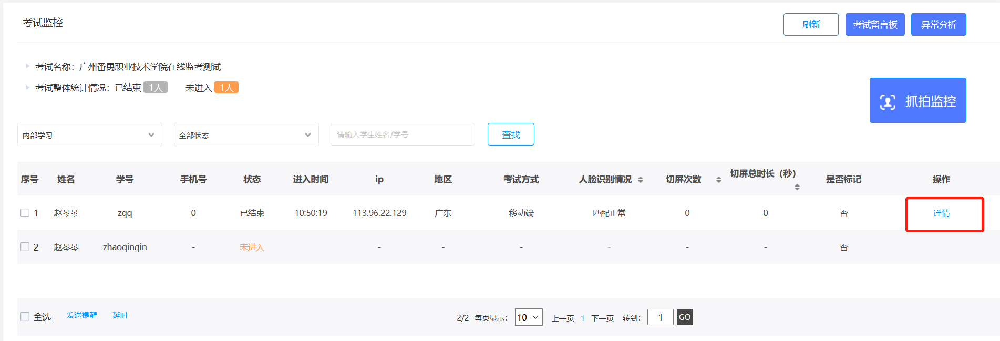 考试监控
刷新 考试留言板 异常分析
考试名称：广州番禺职业技术学院在线监考测试
考试整体统计情况：已结束 1人 未进入 1人
抓拍监控
内部学习 全部状态 请输入学生姓名/学号 查找
序号 姓名 学号 手机号 状态 进入时间 ip 地区 考试方式 人脸识别情况 切屏次数 切屏总时长（秒） 是否标记 操作
1 赵琴琴 zqq 0 已结束 10:50:19 113.96.22.129 广东 移动端 匹配正常 0 0 否 详情
2 赵琴琴 zhaoqinqin - 未进入 - - - - - - 否
全选 发送提醒 延时 2/2 每页显示： 10 上一页 1 下一页 转到： 1 GO